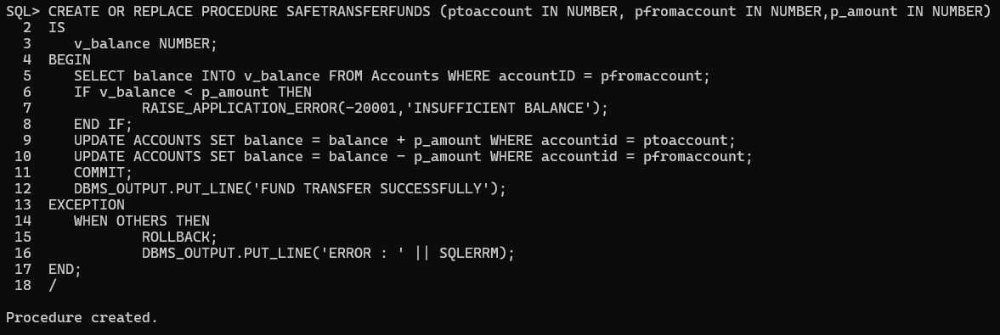 SQL> CREATE OR REPLACE PROCEDURE SAFETRANSFERFUNDS (ptoaccount IN NUMBER, pfromaccount IN NUMBER,p_amount IN NUMBER)
  2  IS
  3     v_balance NUMBER;
  4  BEGIN
  5     SELECT balance INTO v_balance FROM Accounts WHERE accountID = pfromaccount;
  6     IF v_balance < p_amount THEN
  7             RAISE_APPLICATION_ERROR(-20001,'INSUFFICIENT BALANCE');
  8     END IF;
  9     UPDATE ACCOUNTS SET balance = balance + p_amount WHERE accountid = ptoaccount;
 10     UPDATE ACCOUNTS SET balance = balance - p_amount WHERE accountid = pfromaccount;
 11     COMMIT;
 12     DBMS_OUTPUT.PUT_LINE('FUND TRANSFER SUCCESSFULLY');
 13  EXCEPTION
 14     WHEN OTHERS THEN
 15             ROLLBACK;
 16             DBMS_OUTPUT.PUT_LINE('ERROR : ' || SQLERRM);
 17  END;
 18  /

Procedure created.